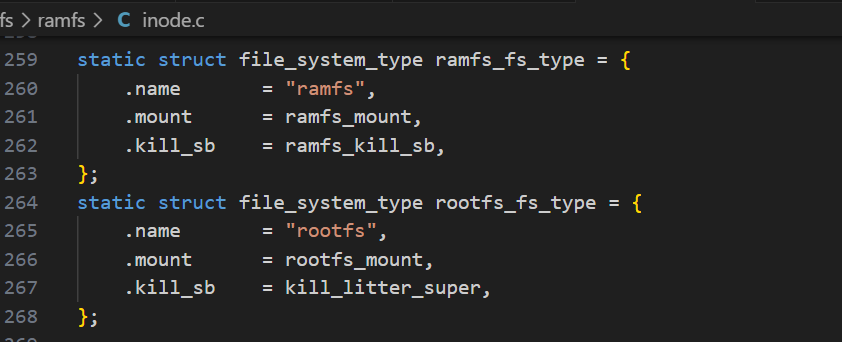 fs > ramfs > C inode.c
259 static struct file_system_type ramfs_fs_type = {
260 .name = "ramfs",
261 .mount = ramfs_mount,
262 .kill_sb = ramfs_kill_sb,
263 };
264 static struct file_system_type rootfs_fs_type = {
265 .name = "rootfs",
266 .mount = rootfs_mount,
267 .kill_sb = kill_litter_super,
268 };